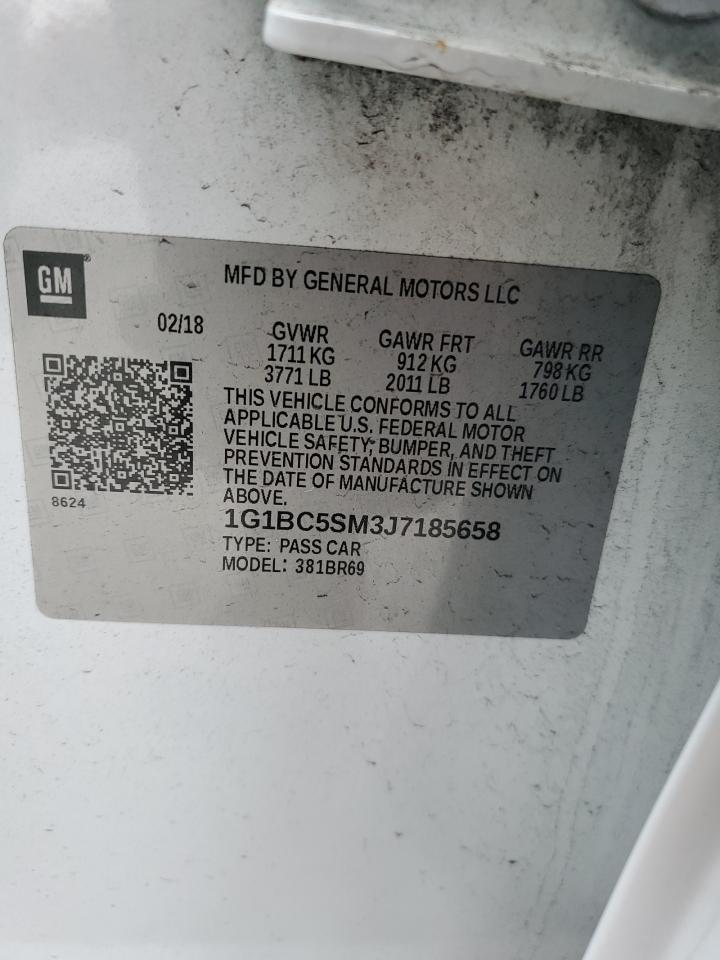 GM®
MFD BY GENERAL MOTORS LLC
02/18
GVWR
1711 KG
3771 LB
GAWR FRT
912 KG
2011 LB
GAWR RR
798 KG
1760 LB
THIS VEHICLE CONFORMS TO ALL
APPLICABLE U.S. FEDERAL MOTOR
VEHICLE SAFETY, BUMPER, AND THEFT
PREVENTION STANDARDS IN EFFECT ON
THE DATE OF MANUFACTURE SHOWN
ABOVE.
8624
1G1BC5SM3J7185658
TYPE: PASS CAR
MODEL: 381BR69